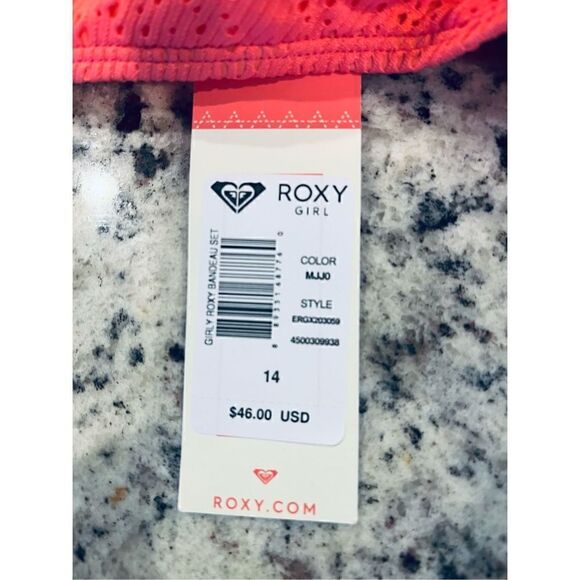 ROXY
GIRL
GIRLY ROXY BANDEAU SET
COLOR
MJJ0
STYLE
ERGX203059
4500309938
14
$46.00 USD
ROXY.COM